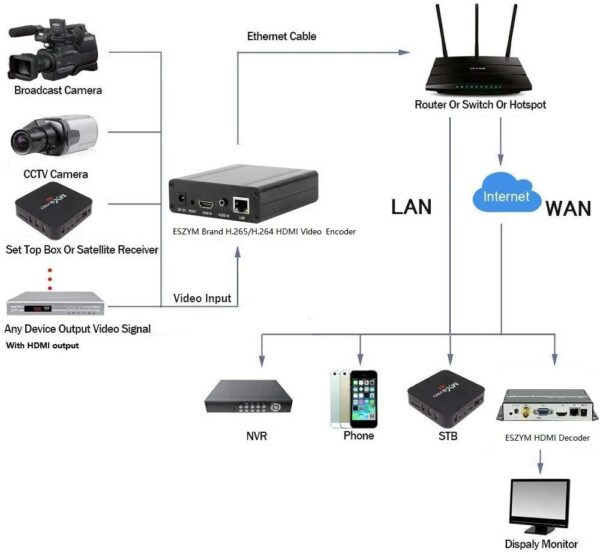 Ethernet Cable
Broadcast Camera
Router Or Switch Or Hotspot
CCTV Camera
LAN
Internet
WAN
ESZYM Brand H.265/H.264 HDMI Video Encoder
Set Top Box Or Satellite Receiver
Video Input
Any Device Output Video Signal
With HDMI output
NVR
Phone
STB
ESZYM HDMI Decoder
Dispaly Monitor